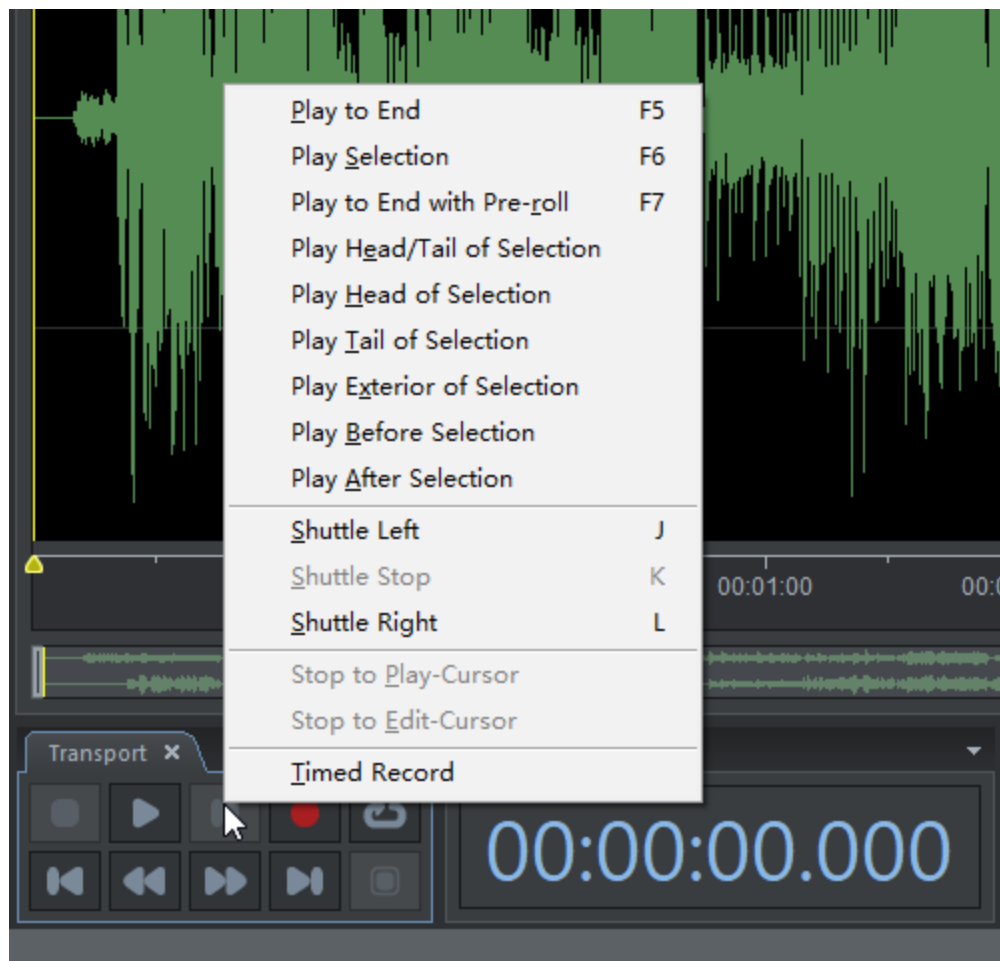 Play to End F5
Play Selection F6
Play to End with Pre-roll F7
Play Head/Tail of Selection
Play Head of Selection
Play Tail of Selection
Play Exterior of Selection
Play Before Selection
Play After Selection
Shuttle Left J
Shuttle Stop K
Shuttle Right L
00:01:00 00:0
Stop to Play-Cursor
Stop to Edit-Cursor
Transport
Timed Record
00:00:00.000